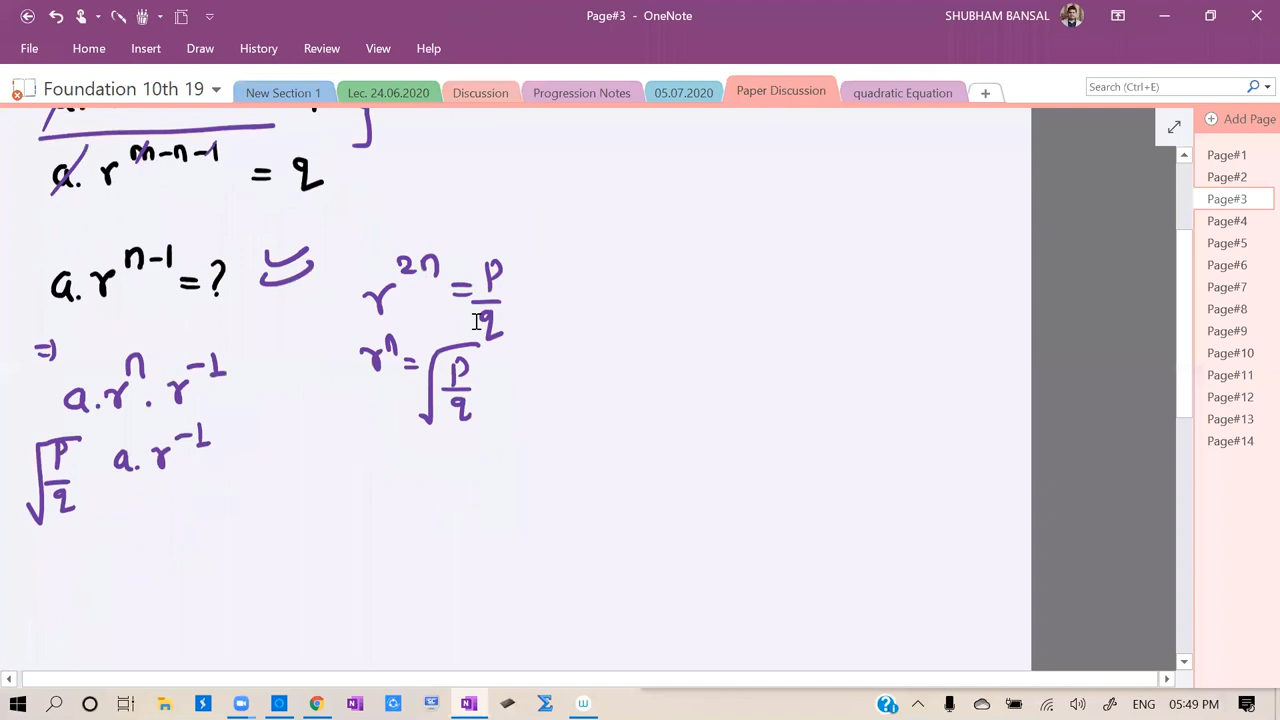 Page#3 - OneNote
SHUBHAM BANSAL
File Home Insert Draw History Review View Help
Foundation 10th 19
New Section 1 Lec. 24.06.2020 Discussion Progression Notes 05.07.2020 Paper Discussion quadratic Equation
Search (Ctrl+E)
Add Page
Page#1
Page#2
Page#3
Page#4
Page#5
Page#6
Page#7
Page#8
Page#9
Page#10
Page#11
Page#12
Page#13
Page#14
a. r^{m-n-1} = q
a. r^{n-1} = ?
⇒ a. r^n . r^{-1}
√(p/q) a. r^{-1}
r^{2n} = p/q
r^n = √(p/q)
ENG 05:49 PM